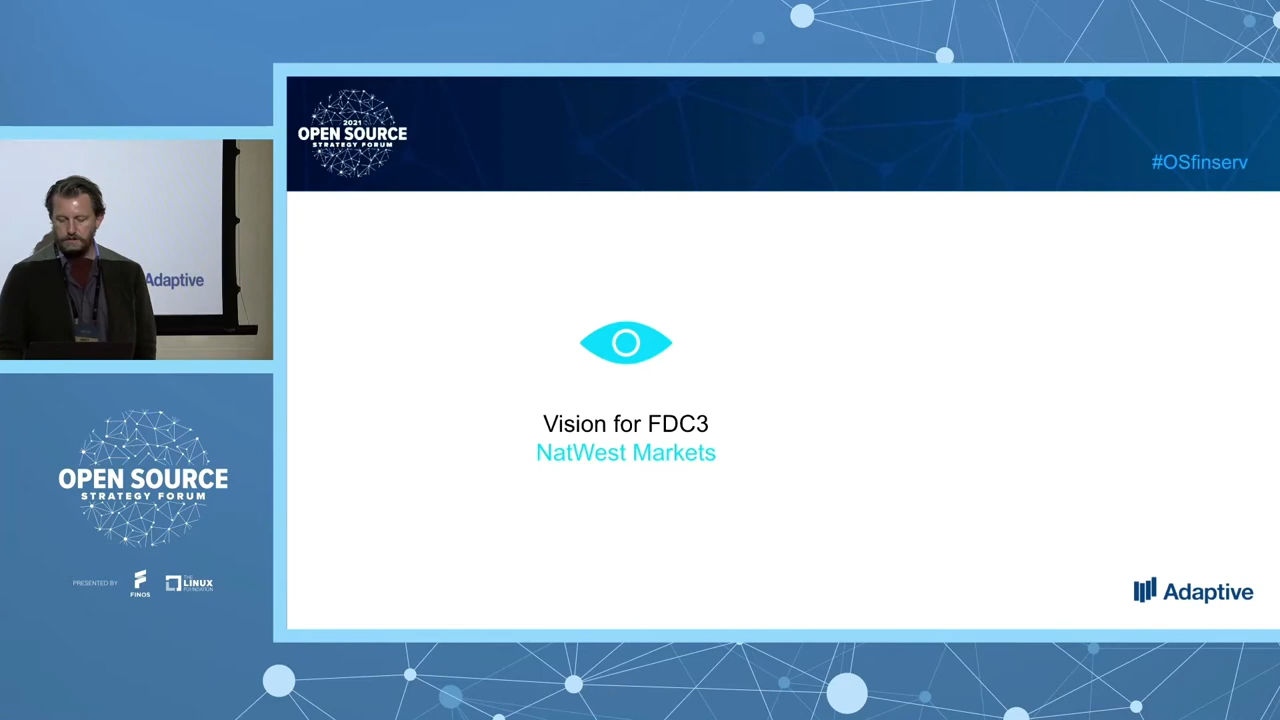 2021
OPEN SOURCE
STRATEGY FORUM
#OSfinserv
Adaptive
Vision for FDC3
NatWest Markets
Adaptive
OPEN SOURCE
STRATEGY FORUM
PRESENTED BY
FINOS
THE
LINUX
FOUNDATION